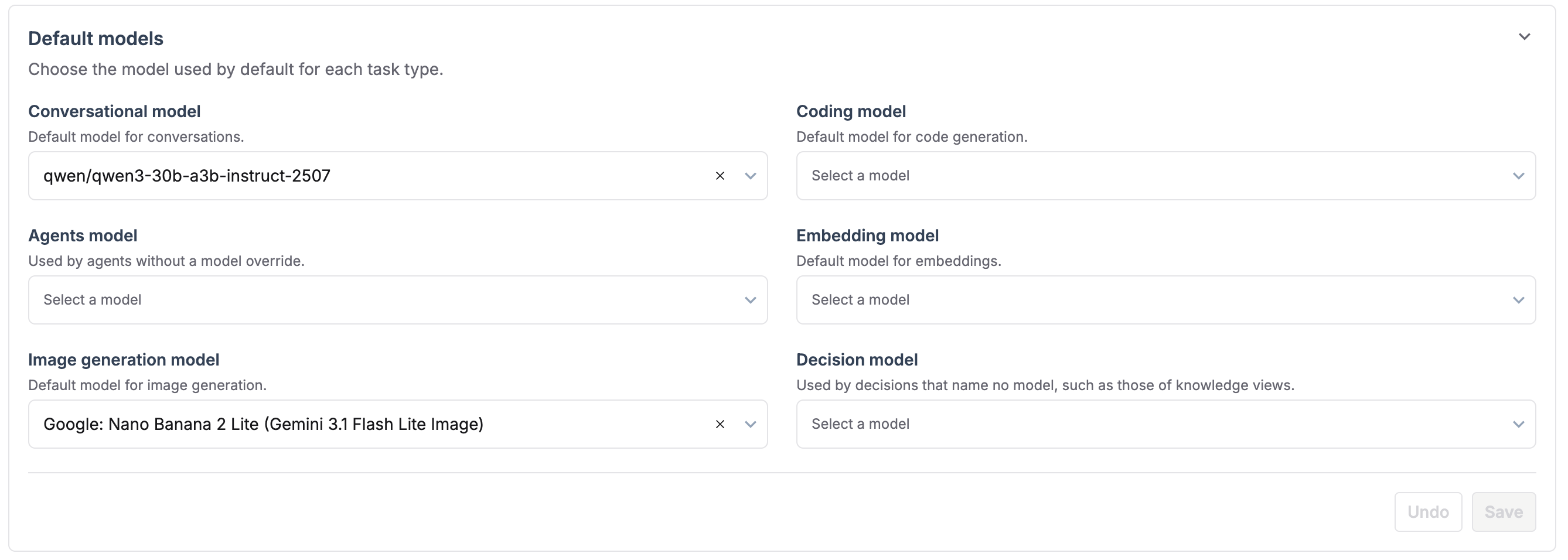 Default models
Choose the model used by default for each task type.
Conversational model
Default model for conversations.
qwen/qwen3-30b-a3b-instruct-2507
Coding model
Default model for code generation.
Select a model
Agents model
Used by agents without a model override.
Select a model
Embedding model
Default model for embeddings.
Select a model
Image generation model
Default model for image generation.
Google: Nano Banana 2 Lite (Gemini 3.1 Flash Lite Image)
Decision model
Used by decisions that name no model, such as those of knowledge views.
Select a model
Undo
Save